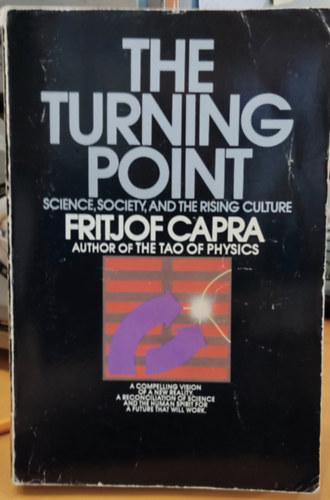 THE
TURNING
POINT
SCIENCE, SOCIETY, AND THE RISING CULTURE
FRITJOF CAPRA
AUTHOR OF THE TAO OF PHYSICS
A COMPELLING VISION
OF A NEW REALITY.
A RECONCILIATION OF SCIENCE
AND THE HUMAN SPIRIT FOR
A FUTURE THAT WILL WORK.